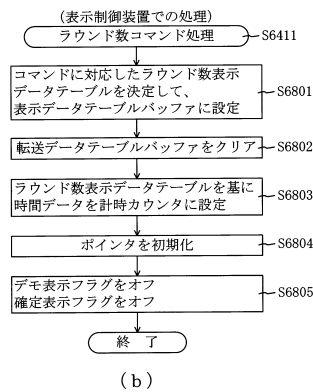 (表示制御装置での処理)
ラウンド数コマンド処理
S6411
コマンドに対応したラウンド数表示
データテーブルを決定して、
表示データテーブルバッファに設定
S6801
転送データテーブルバッファをクリア
S6802
ラウンド数表示データテーブルを基に
時間データを計時カウンタに設定
S6803
ポインタを初期化
S6804
デモ表示フラグをオフ
確定表示フラグをオフ
S6805
終 了
(b)